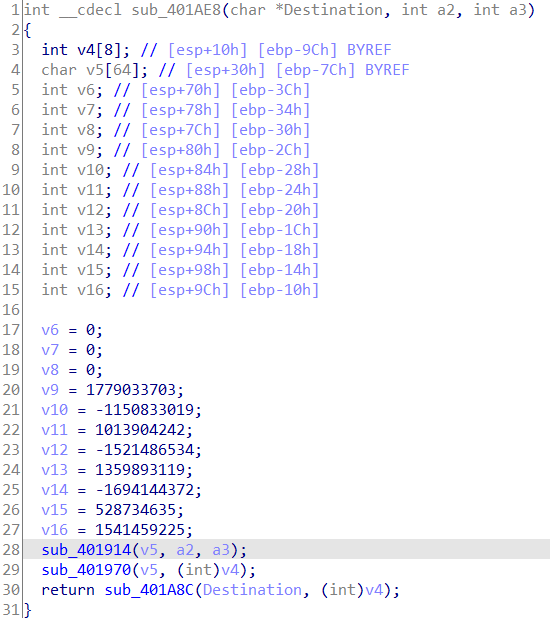 1 int __cdecl sub_401AE8(char *Destination, int a2, int a3)
2 {
3   int v4[8]; // [esp+10h] [ebp-9Ch] BYREF
4   char v5[64]; // [esp+30h] [ebp-7Ch] BYREF
5   int v6; // [esp+70h] [ebp-3Ch]
6   int v7; // [esp+78h] [ebp-34h]
7   int v8; // [esp+7Ch] [ebp-30h]
8   int v9; // [esp+80h] [ebp-2Ch]
9   int v10; // [esp+84h] [ebp-28h]
10   int v11; // [esp+88h] [ebp-24h]
11   int v12; // [esp+8Ch] [ebp-20h]
12   int v13; // [esp+90h] [ebp-1Ch]
13   int v14; // [esp+94h] [ebp-18h]
14   int v15; // [esp+98h] [ebp-14h]
15   int v16; // [esp+9Ch] [ebp-10h]
16
17   v6 = 0;
18   v7 = 0;
19   v8 = 0;
20   v9 = 1779033703;
21   v10 = -1150833019;
22   v11 = 1013904242;
23   v12 = -1521486534;
24   v13 = 1359893119;
25   v14 = -1694144372;
26   v15 = 528734635;
27   v16 = 1541459225;
28   sub_401914(v5, a2, a3);
29   sub_401970(v5, (int)v4);
30   return sub_401A8C(Destination, (int)v4);
31 }